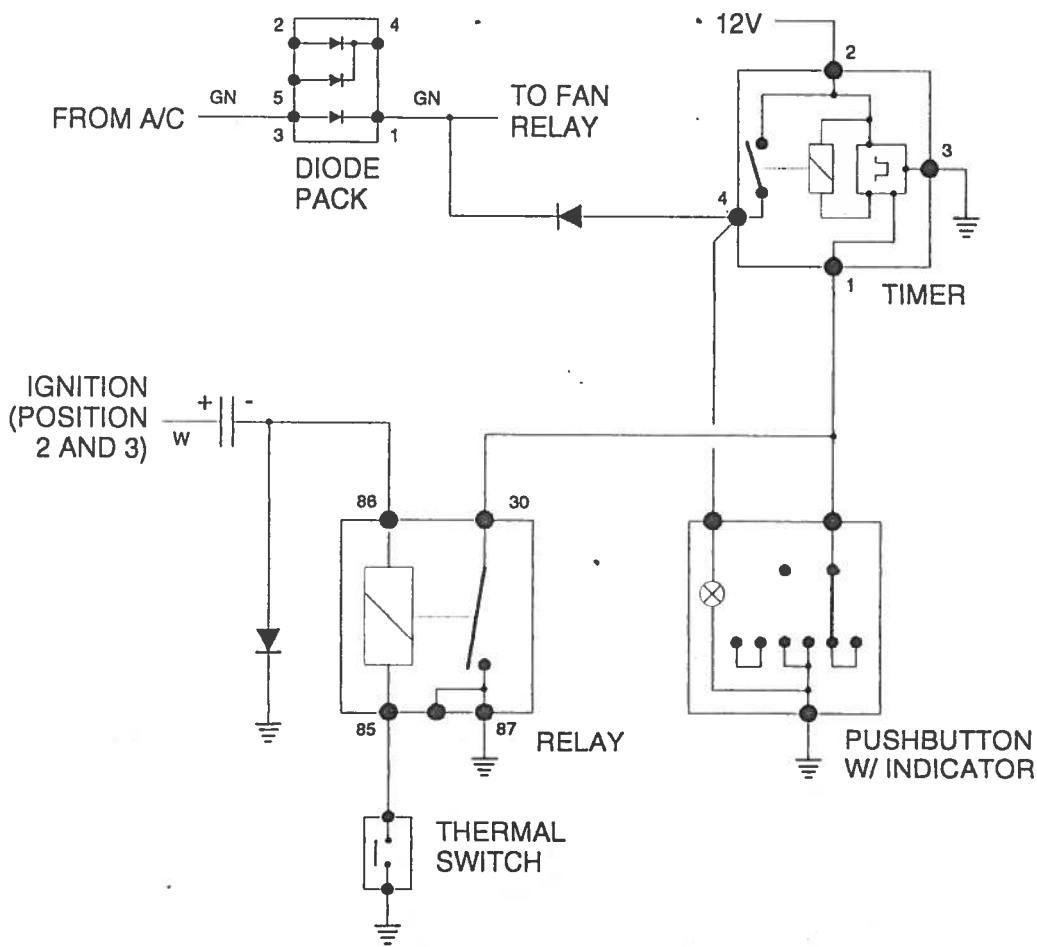 2
4
12V
2
5
GN
GN
TO FAN
RELAY
FROM A/C
3
1
3
DIODE
PACK
4
1
TIMER
IGNITION
(POSITION
2 AND 3)
+
-
W
86
30
85
87
RELAY
PUSHBUTTON
W/ INDICATOR
THERMAL
SWITCH